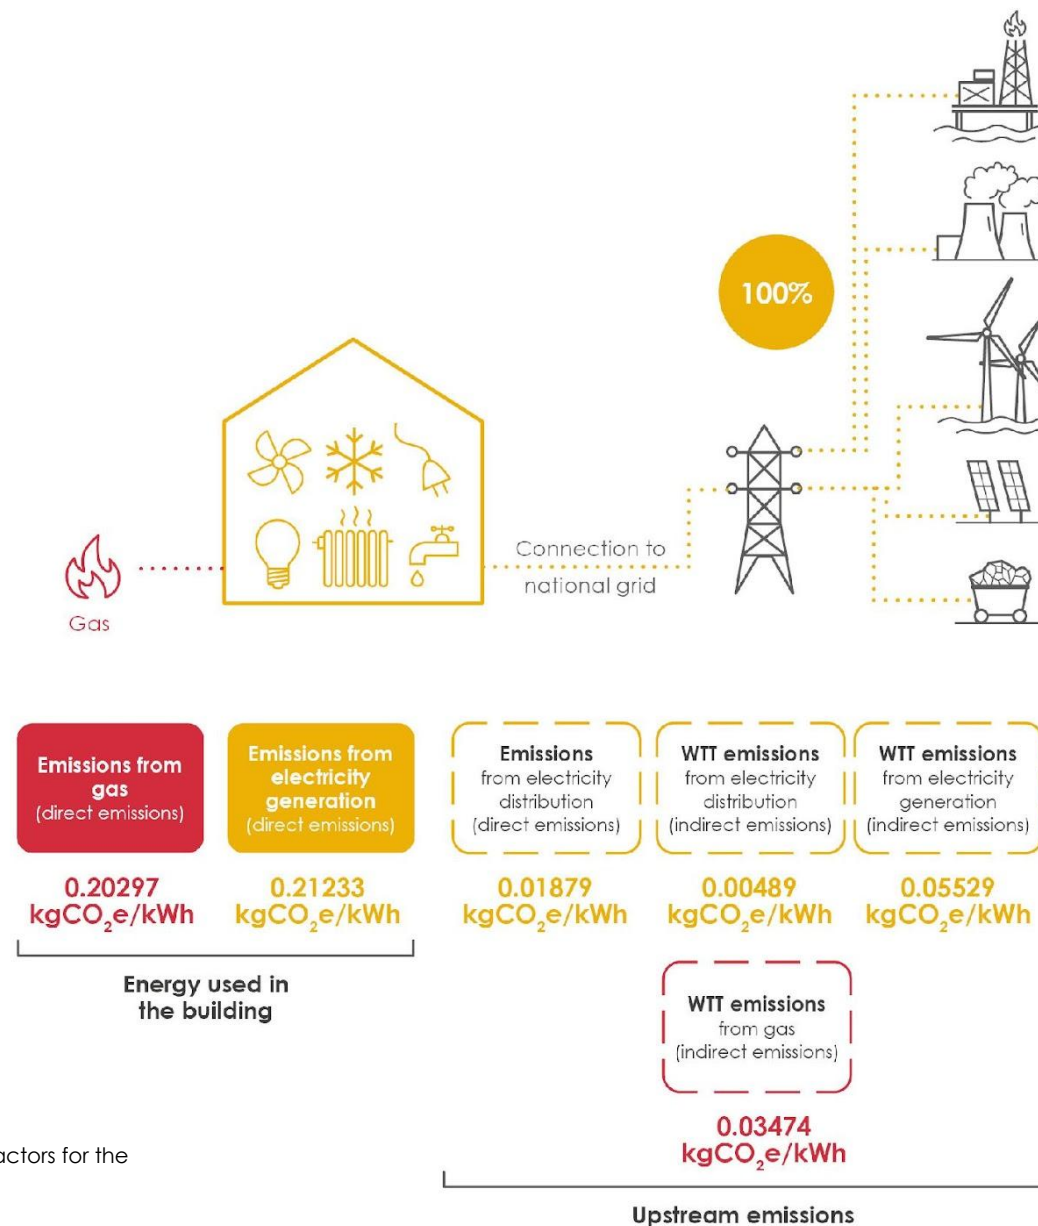 100%
Connection to
national grid
Gas
Emissions from
gas
(direct emissions)
Emissions from
electricity
generation
(direct emissions)
Emissions
from electricity
distribution
(direct emissions)
WTT emissions
from electricity
distribution
(indirect emissions)
WTT emissions
from electricity
generation
(indirect emissions)
0.20297
kgCO₂e/kWh
0.21233
kgCO₂e/kWh
0.01879
kgCO₂e/kWh
0.00489
kgCO₂e/kWh
0.05529
kgCO₂e/kWh
Energy used in
the building
WTT emissions
from gas
(indirect emissions)
0.03474
kgCO₂e/kWh
actors for the
Upstream emissions